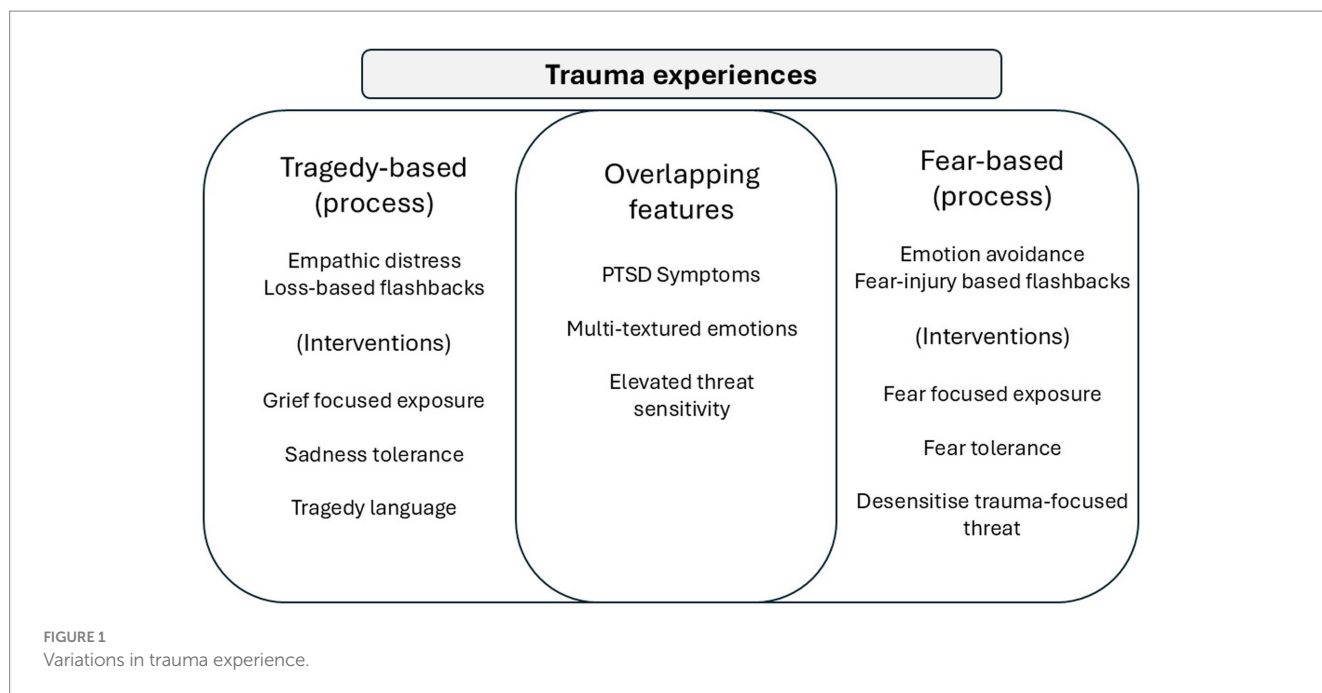 Trauma experiences
Tragedy-based
(process)
Empathic distress
Loss-based flashbacks
(Interventions)
Grief focused exposure
Sadness tolerance
Tragedy language
Overlapping
features
PTSD Symptoms
Multi-textured emotions
Elevated threat
sensitivity
Fear-based
(process)
Emotion avoidance
Fear-injury based flashbacks
(Interventions)
Fear focused exposure
Fear tolerance
Desensitise trauma-focused
threat
FIGURE 1
Variations in trauma experience.